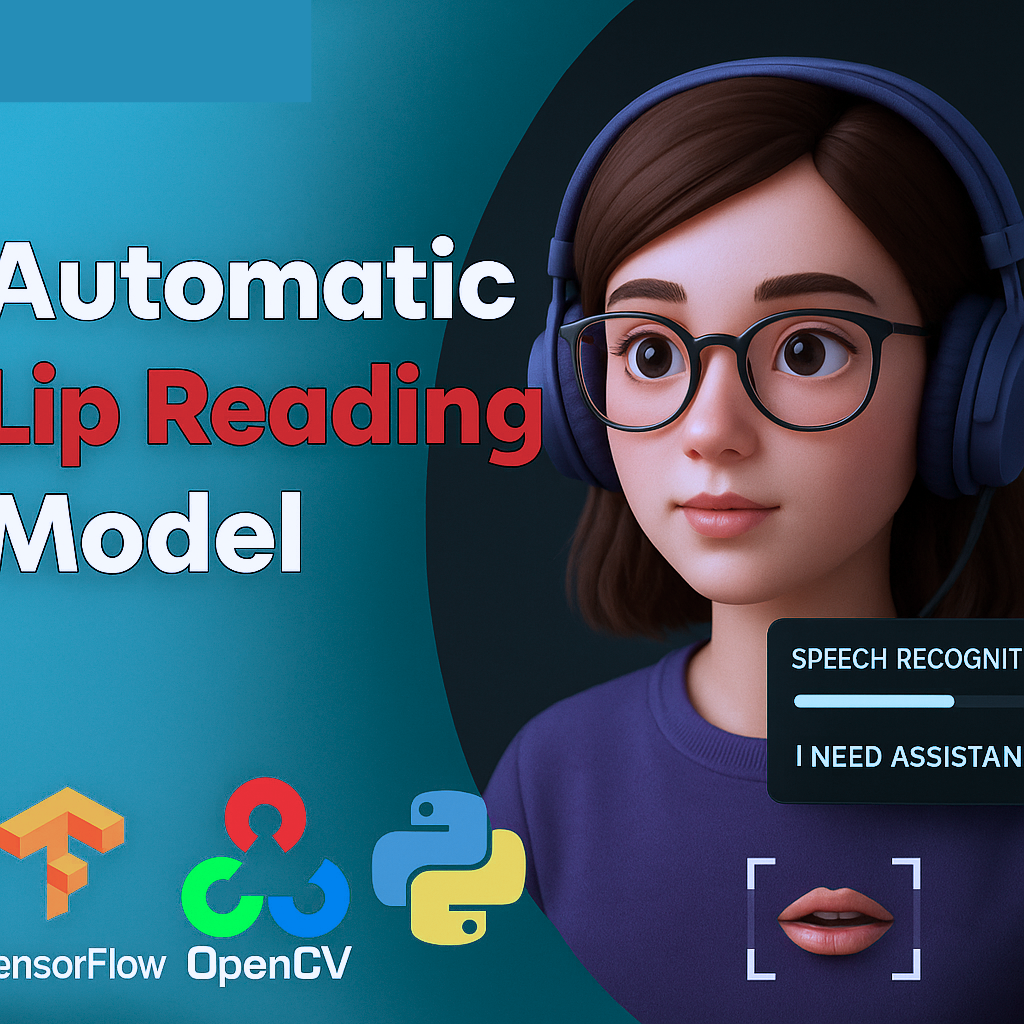 Automatic
Lip Reading
Model
SPEECH RECOGNIT
I NEED ASSISTAN
ensorFlow
OpenCV